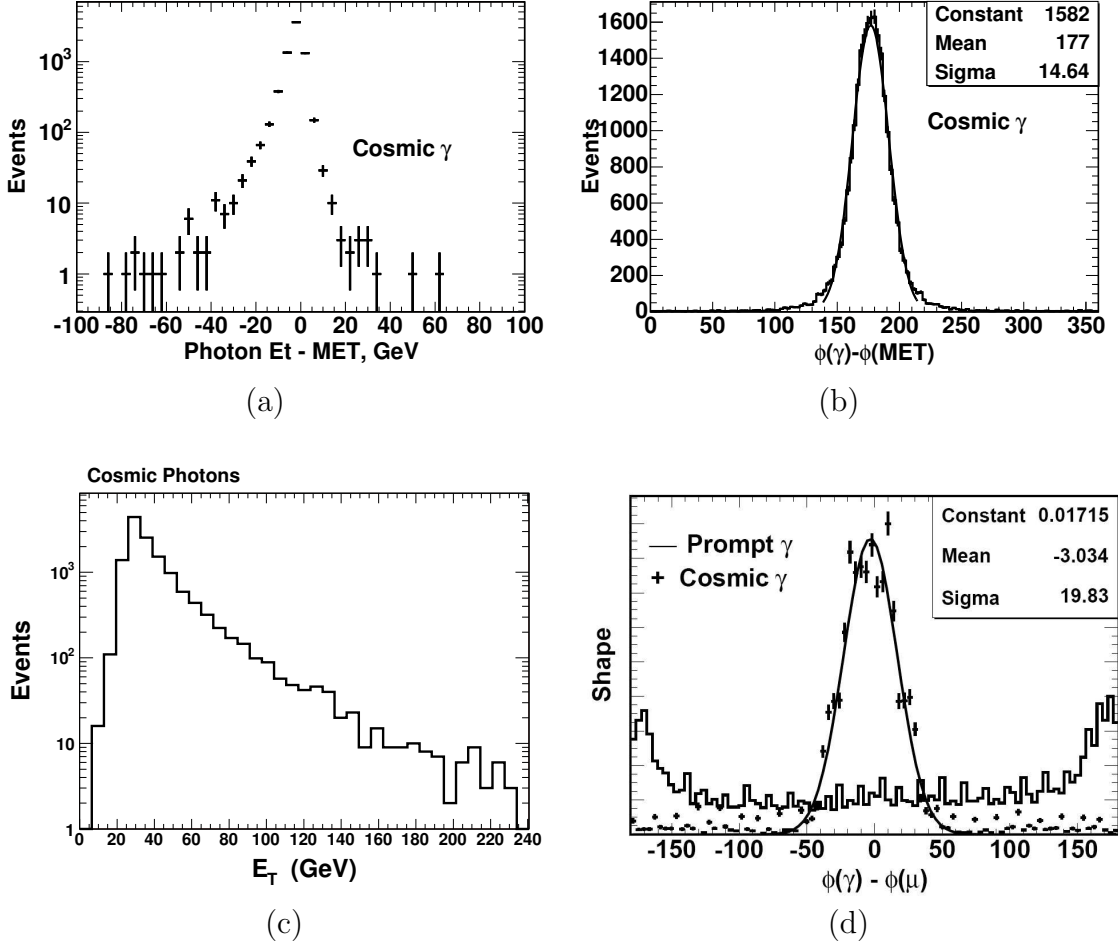 Events
10³
10²
10
1
Cosmic γ
-100 -80 -60 -40 -20 0 20 40 60 80 100
Photon Et - MET, GeV
(a)
Events
1600
1400
1200
1000
800
600
400
200
0
Constant 1582
Mean 177
Sigma 14.64
Cosmic γ
0 50 100 150 200 250 300 350
ϕ(γ)-ϕ(MET)
(b)
Cosmic Photons
Events
10³
10²
10
1
0 20 40 60 80 100 120 140 160 180 200 220 240
E_T (GeV)
(c)
Shape
Prompt γ
Cosmic γ
Constant 0.01715
Mean -3.034
Sigma 19.83
-150 -100 -50 0 50 100 150
ϕ(γ) - ϕ(μ)
(d)